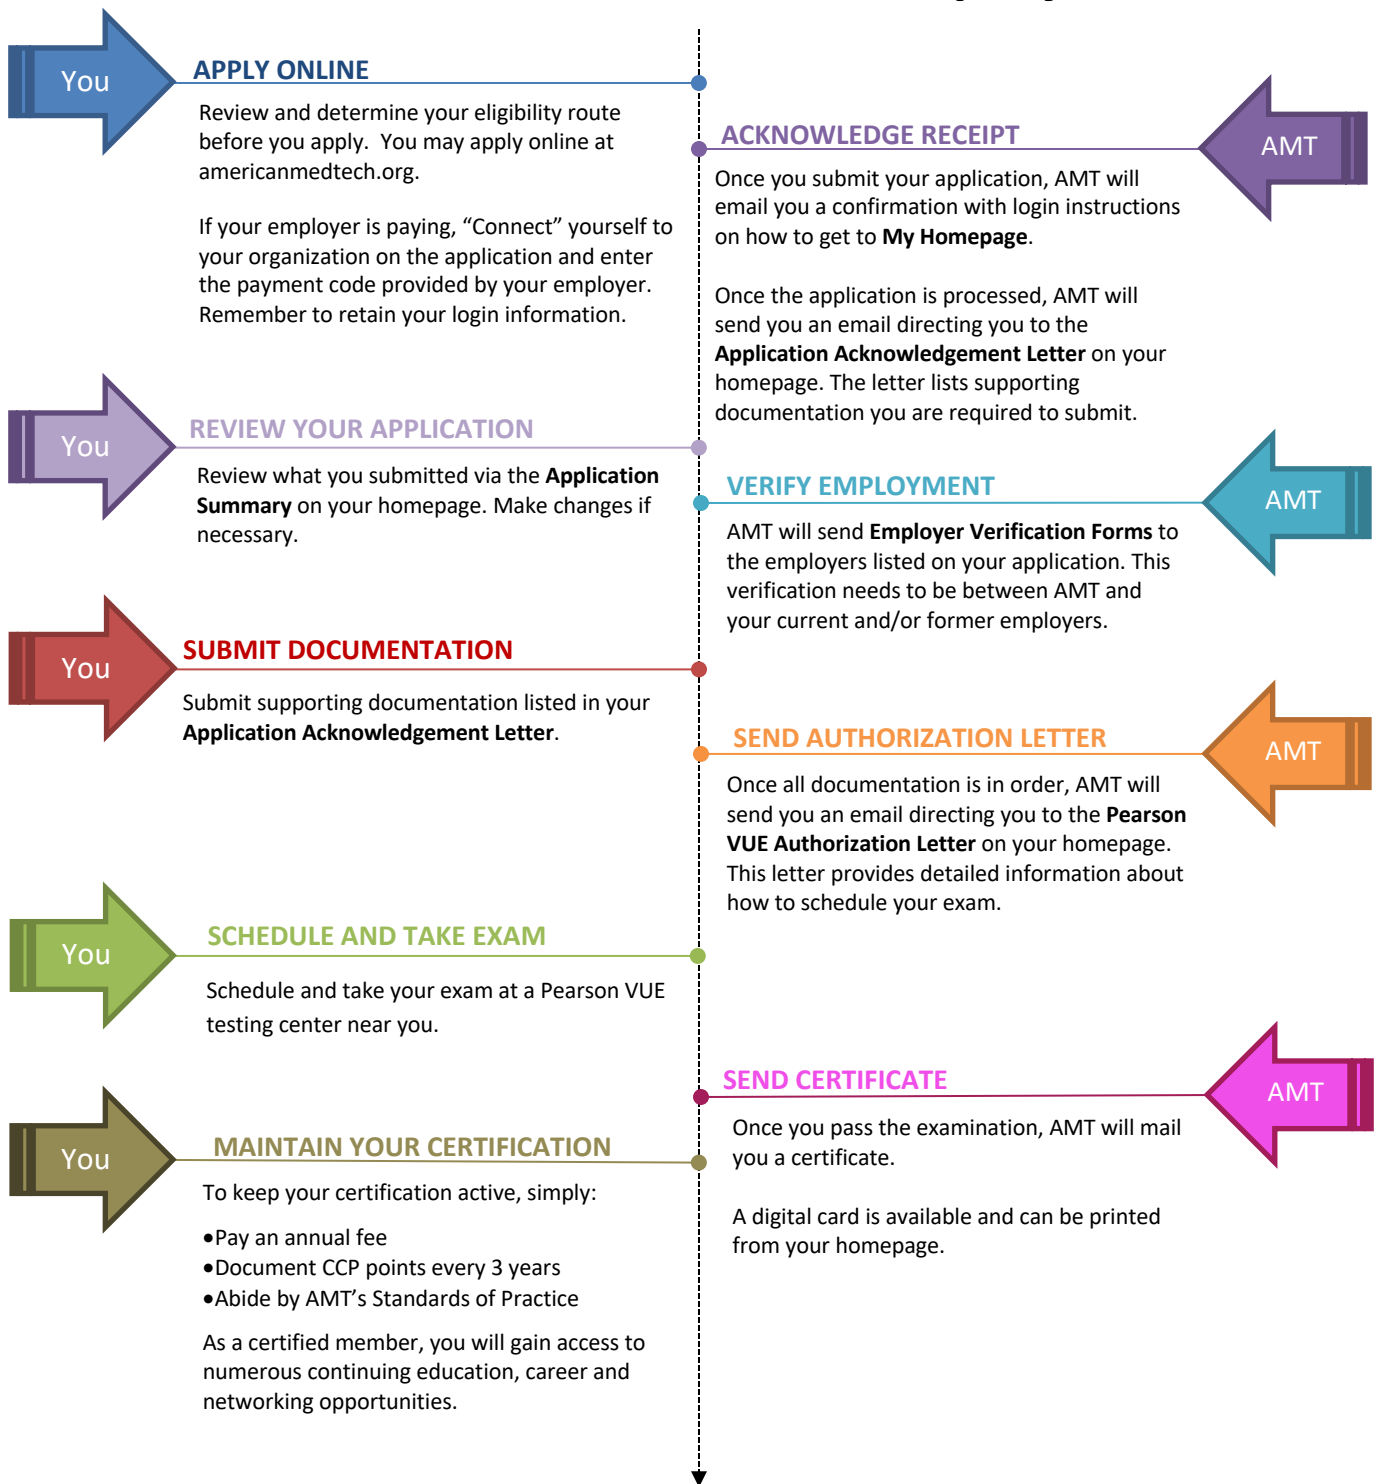 You
APPLY ONLINE
Review and determine your eligibility route
before you apply.  You may apply online at
americanmedtech.org.
If your employer is paying, “Connect” yourself to
your organization on the application and enter
the payment code provided by your employer.
Remember to retain your login information.
ACKNOWLEDGE RECEIPT
AMT
Once you submit your application, AMT will
email you a confirmation with login instructions
on how to get to My Homepage.
Once the application is processed, AMT will
send you an email directing you to the
Application Acknowledgement Letter on your
homepage. The letter lists supporting
documentation you are required to submit.
You
REVIEW YOUR APPLICATION
Review what you submitted via the Application
Summary on your homepage. Make changes if
necessary.
VERIFY EMPLOYMENT
AMT
AMT will send Employer Verification Forms to
the employers listed on your application. This
verification needs to be between AMT and
your current and/or former employers.
You
SUBMIT DOCUMENTATION
Submit supporting documentation listed in your
Application Acknowledgement Letter.
SEND AUTHORIZATION LETTER
AMT
Once all documentation is in order, AMT will
send you an email directing you to the Pearson
VUE Authorization Letter on your homepage.
This letter provides detailed information about
how to schedule your exam.
You
SCHEDULE AND TAKE EXAM
Schedule and take your exam at a Pearson VUE
testing center near you.
SEND CERTIFICATE
AMT
Once you pass the examination, AMT will mail
you a certificate.
A digital card is available and can be printed
from your homepage.
You
MAINTAIN YOUR CERTIFICATION
To keep your certification active, simply:
•Pay an annual fee
•Document CCP points every 3 years
•Abide by AMT’s Standards of Practice
As a certified member, you will gain access to
numerous continuing education, career and
networking opportunities.